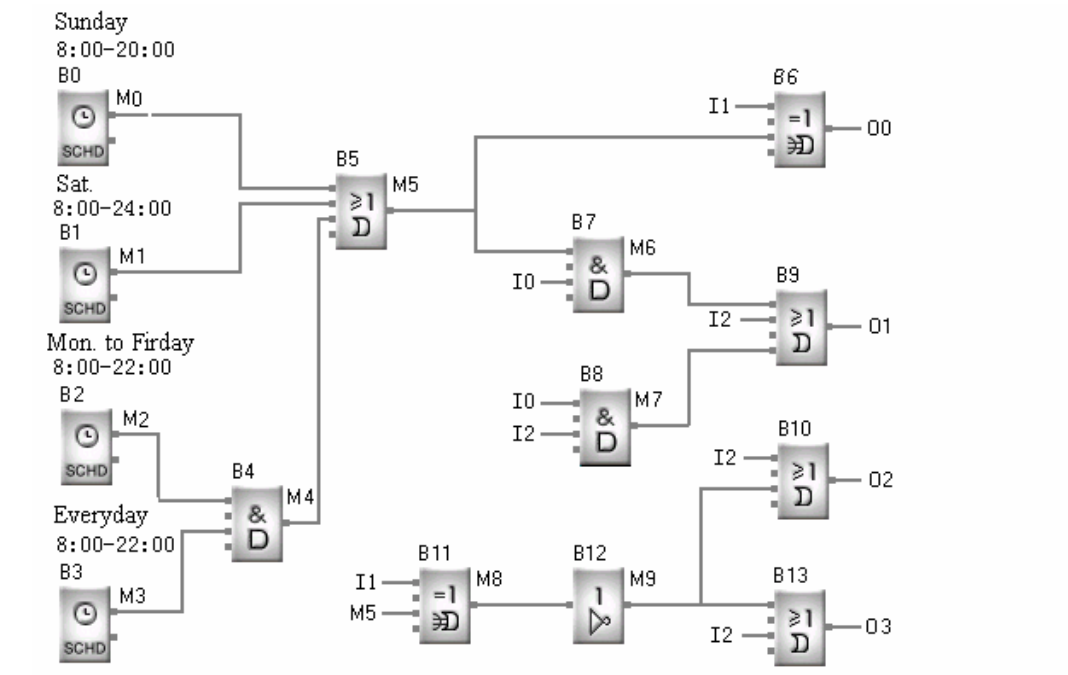 Sunday
8:00-20:00
B0
M0
SCHD
Sat.
8:00-24:00
B1
M1
SCHD
Mon. to Firday
8:00-22:00
B2
M2
SCHD
Everyday
8:00-22:00
B3
M3
SCHD
B4
&
D
M4
B5
≥1
D
M5
B6
I1
=1
D
O0
B7
&
D
M6
I0
B8
I0
I2
&
D
M7
B9
I2
≥1
D
O1
B10
I2
≥1
D
O2
B11
I1
M5
=1
D
M8
B12
1
M9
B13
≥1
D
I2
O3